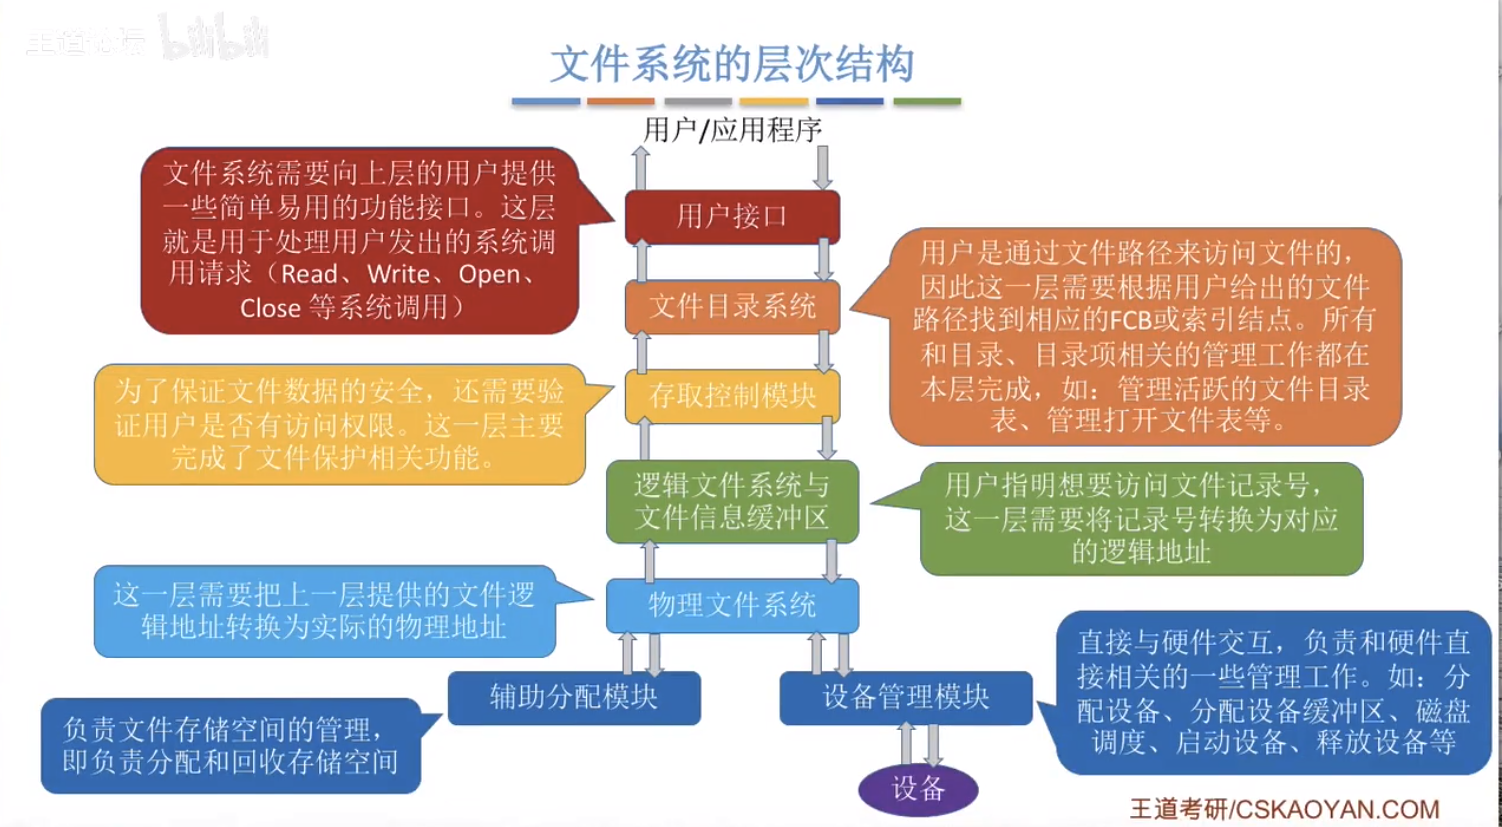 王道论坛 bilibili
文件系统的层次结构
用户/应用程序
文件系统需要向上层的用户提供
一些简单易用的功能接口。这层
就是用于处理用户发出的系统调
用请求（Read、Write、Open、
Close 等系统调用）
用户接口
文件目录系统
用户是通过文件路径来访问文件的，
因此这一层需要根据用户给出的文件
路径找到相应的FCB或索引结点。所有
和目录、目录项相关的管理工作都在
本层完成，如：管理活跃的文件目录
表、管理打开文件表等。
存取控制模块
为了保证文件数据的安全，还需要验
证用户是否有访问权限。这一层主要
完成了文件保护相关功能。
逻辑文件系统与
文件信息缓冲区
用户指明想要访问文件记录号，
这一层需要将记录号转换为对应
的逻辑地址
物理文件系统
这一层需要把上一层提供的文件逻
辑地址转换为实际的物理地址
辅助分配模块
负责文件存储空间的管理，
即负责分配和回收存储空间
设备管理模块
直接与硬件交互，负责和硬件直
接相关的一些管理工作。如：分
配设备、分配设备缓冲区、磁盘
调度、启动设备、释放设备等
设备
王道考研/CSKAOYAN.COM